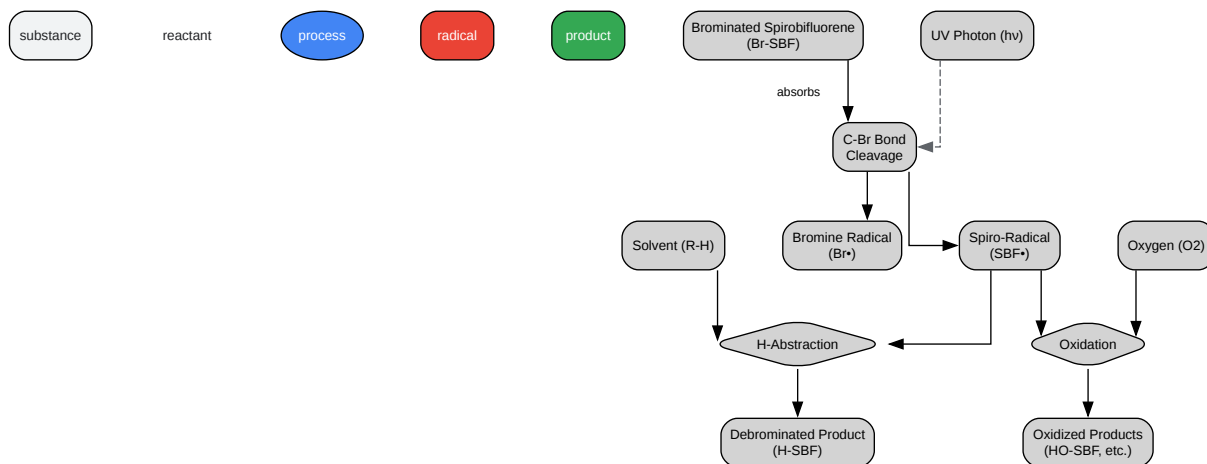 substance
reactant
process
radical
product
Brominated Spirobifluorene
(Br-SBF)
UV Photon (hν)
absorbs
C-Br Bond
Cleavage
Solvent (R-H)
Bromine Radical
(Br•)
Spiro-Radical
(SBF•)
Oxygen (O2)
H-Abstraction
Oxidation
Debrominated Product
(H-SBF)
Oxidized Products
(HO-SBF, etc.)